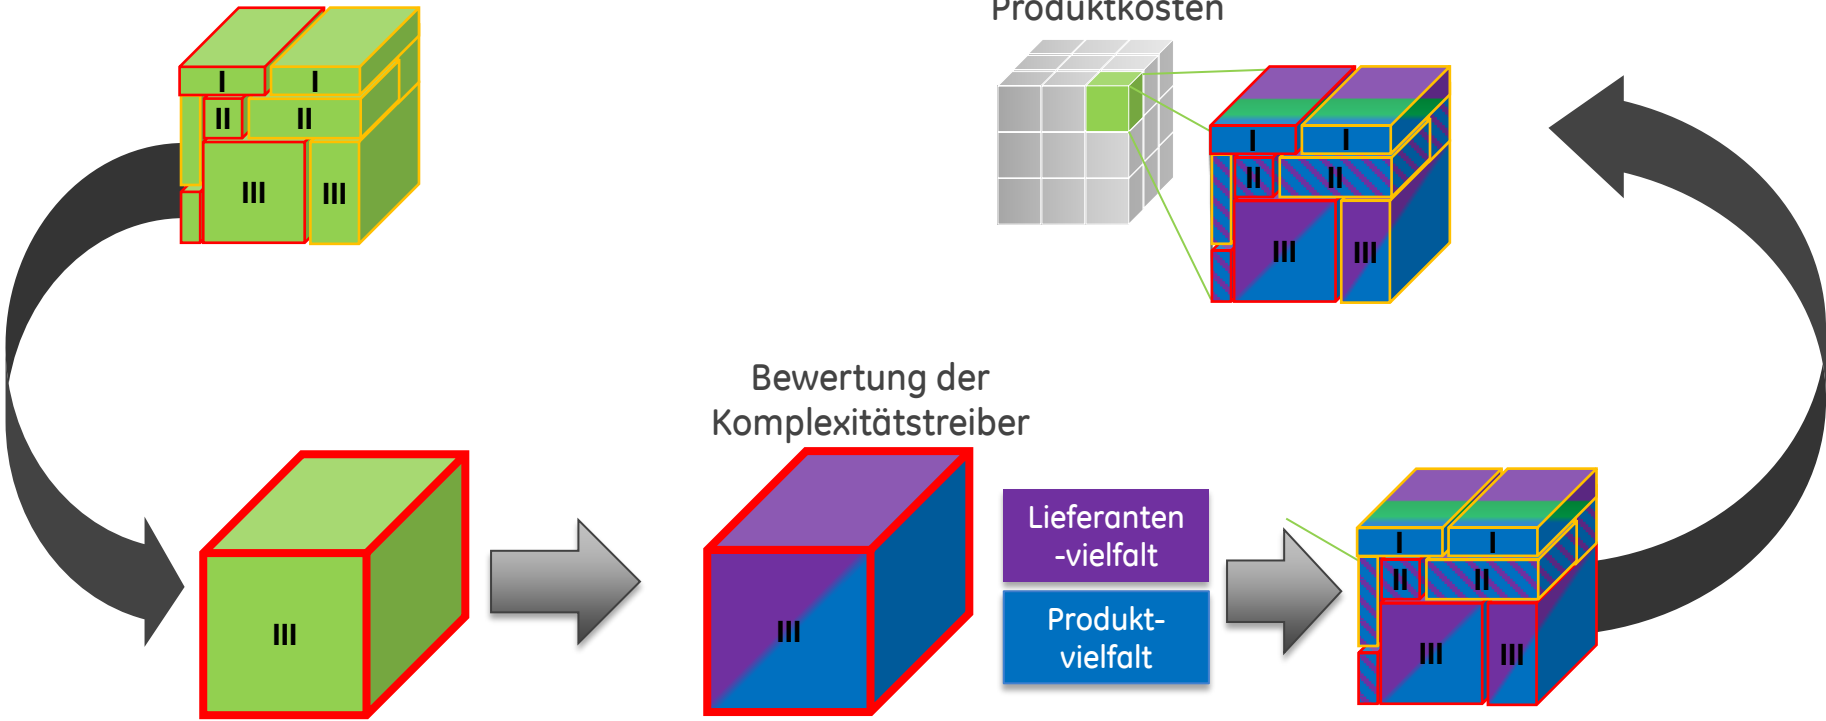 Produktkosten
I
I
II
II
III
III
I
I
II
II
III
III
Bewertung der
Komplexitätstreiber
III
III
Lieferanten
-vielfalt
Produkt-
vielfalt
I
I
II
II
III
III